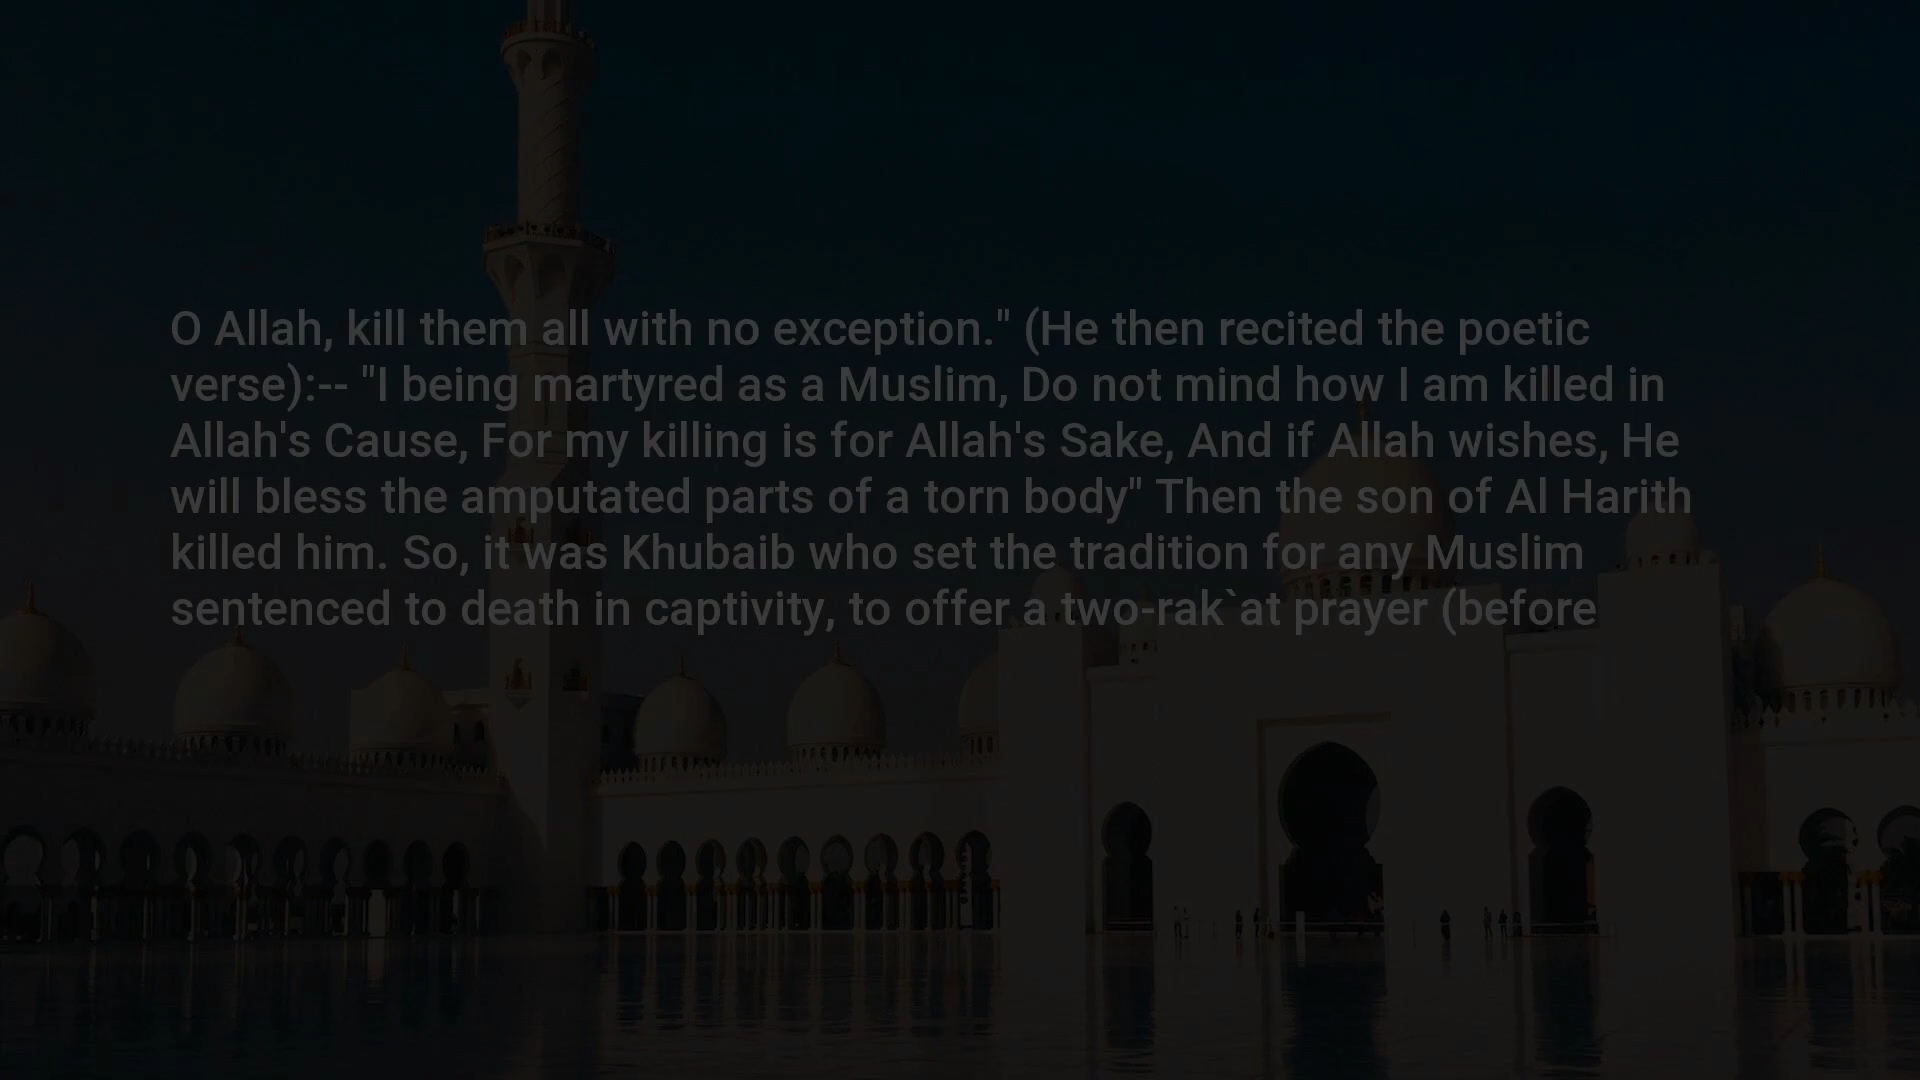 O Allah, kill them all with no exception." (He then recited the poetic
verse):-- "I being martyred as a Muslim, Do not mind how I am killed in
Allah's Cause, For my killing is for Allah's Sake, And if Allah wishes, He
will bless the amputated parts of a torn body" Then the son of Al Harith
killed him. So, it was Khubaib who set the tradition for any Muslim
sentenced to death in captivity, to offer a two-rak`at prayer (before